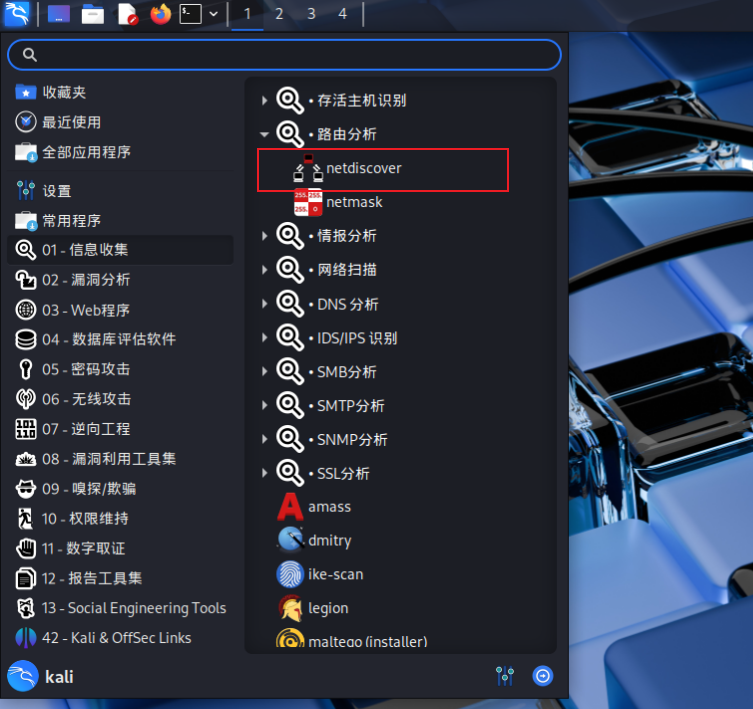 1 2 3 4
收藏夹
最近使用
全部应用程序
设置
常用程序
01 - 信息收集
02 - 漏洞分析
03 - Web程序
04 - 数据库评估软件
05 - 密码攻击
06 - 无线攻击
07 - 逆向工程
08 - 漏洞利用工具集
09 - 嗅探/欺骗
10 - 权限维持
11 - 数字取证
12 - 报告工具集
13 - Social Engineering Tools
42 - Kali & OffSec Links
• 存活主机识别
• 路由分析
netdiscover
255. 255.
255. 0
netmask
• 情报分析
• 网络扫描
• DNS 分析
• IDS/IPS 识别
• SMB分析
• SMTP分析
• SNMP分析
• SSL分析
amass
dmitry
ike-scan
legion
maltego (installer)
kali